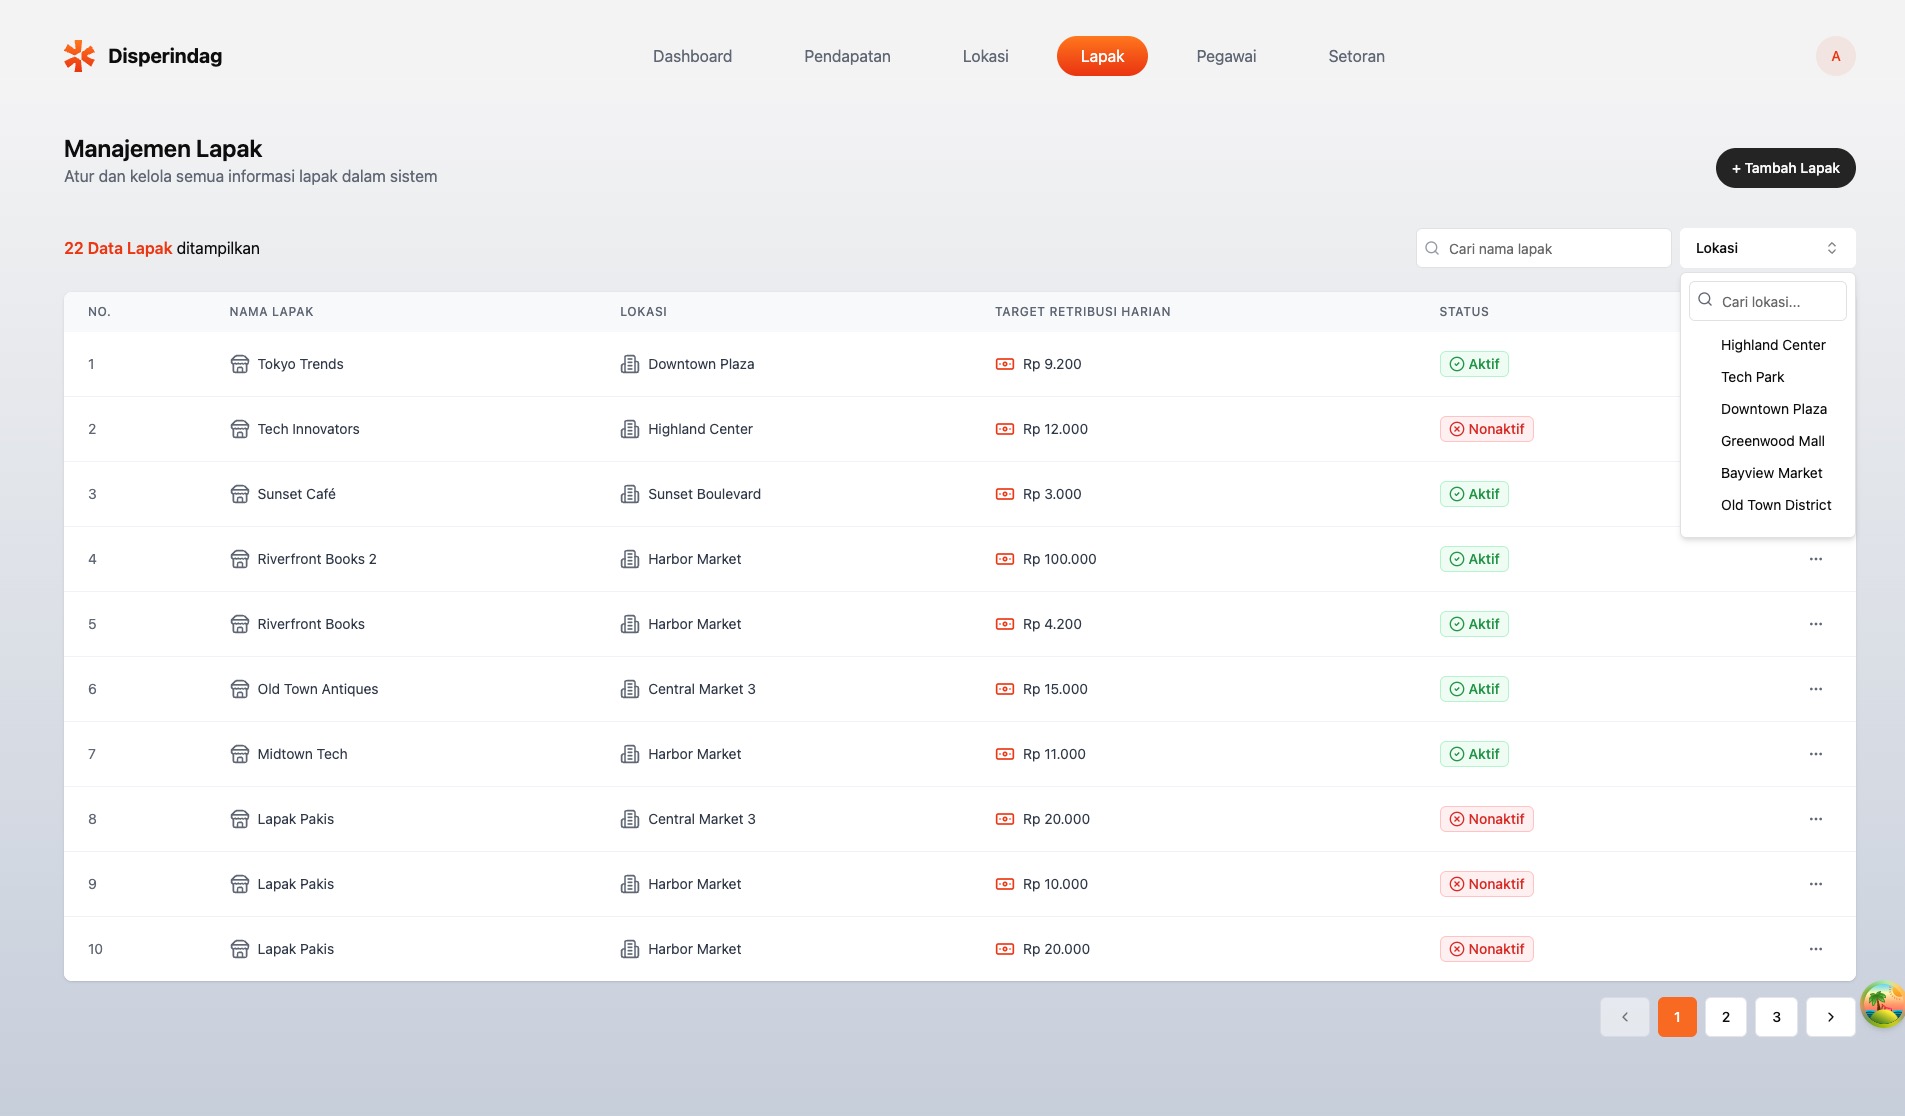 Disperindag
Dashboard Pendapatan Lokasi Lapak Pegawai Setoran A
Manajemen Lapak
Atur dan kelola semua informasi lapak dalam sistem
+ Tambah Lapak
22 Data Lapak ditampilkan
Cari nama lapak
Lokasi
Cari lokasi...
Highland Center
Tech Park
Downtown Plaza
Greenwood Mall
Bayview Market
Old Town District
NO. NAMA LAPAK LOKASI TARGET RETRIBUSI HARIAN STATUS
1 Tokyo Trends Downtown Plaza Rp 9.200 Aktif
2 Tech Innovators Highland Center Rp 12.000 Nonaktif
3 Sunset Café Sunset Boulevard Rp 3.000 Aktif
4 Riverfront Books 2 Harbor Market Rp 100.000 Aktif
5 Riverfront Books Harbor Market Rp 4.200 Aktif
6 Old Town Antiques Central Market 3 Rp 15.000 Aktif
7 Midtown Tech Harbor Market Rp 11.000 Aktif
8 Lapak Pakis Central Market 3 Rp 20.000 Nonaktif
9 Lapak Pakis Harbor Market Rp 10.000 Nonaktif
10 Lapak Pakis Harbor Market Rp 20.000 Nonaktif
1 2 3